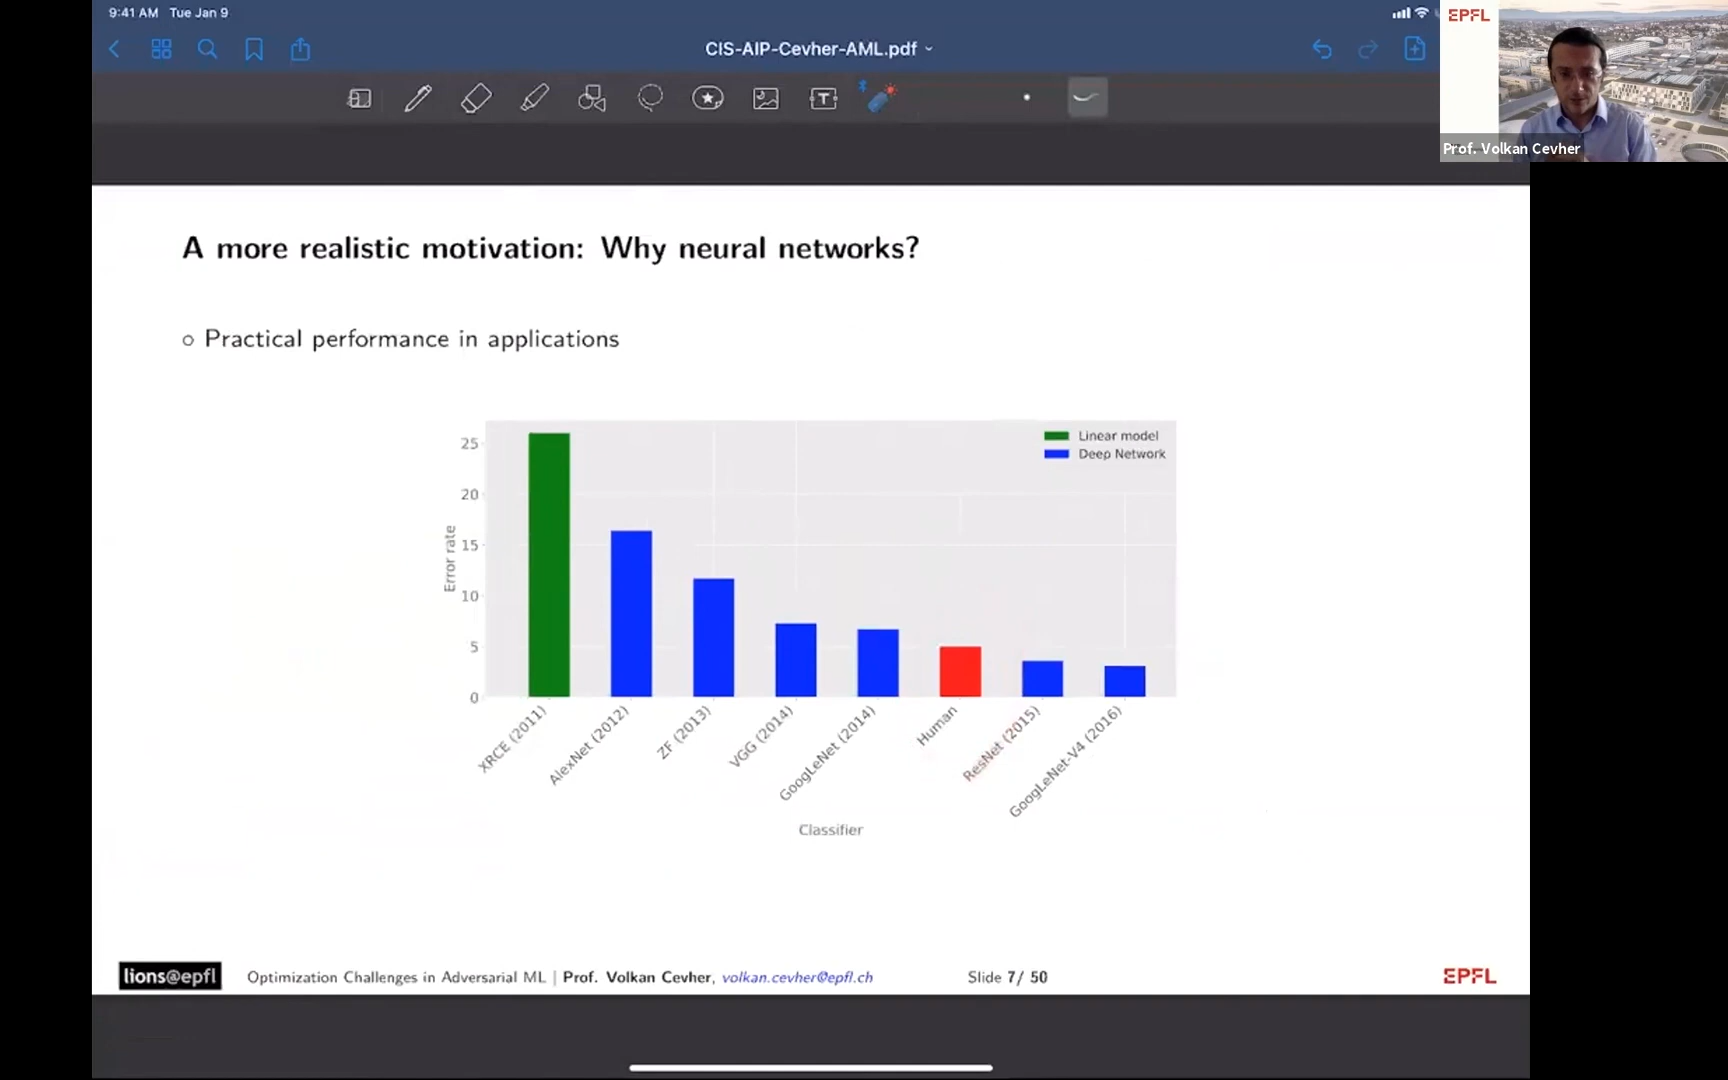 9:41 AM Tue Jan 9
CIS-AIP-Cevher-AML.pdf
EPFL
Prof. Volkan Cevher
T
A more realistic motivation: Why neural networks?
Practical performance in applications
Linear model
Deep Network
Error rate
25
20
15
10
5
0
XRCE (2011)
AlexNet (2012)
ZF (2013)
VGG (2014)
GoogLeNet (2014)
Human
ResNet (2015)
GoogLeNet-V4 (2016)
Classifier
lions@epfl
Optimization Challenges in Adversarial ML | Prof. Volkan Cevher, volkan.cevher@epfl.ch
Slide 7/ 50
EPFL